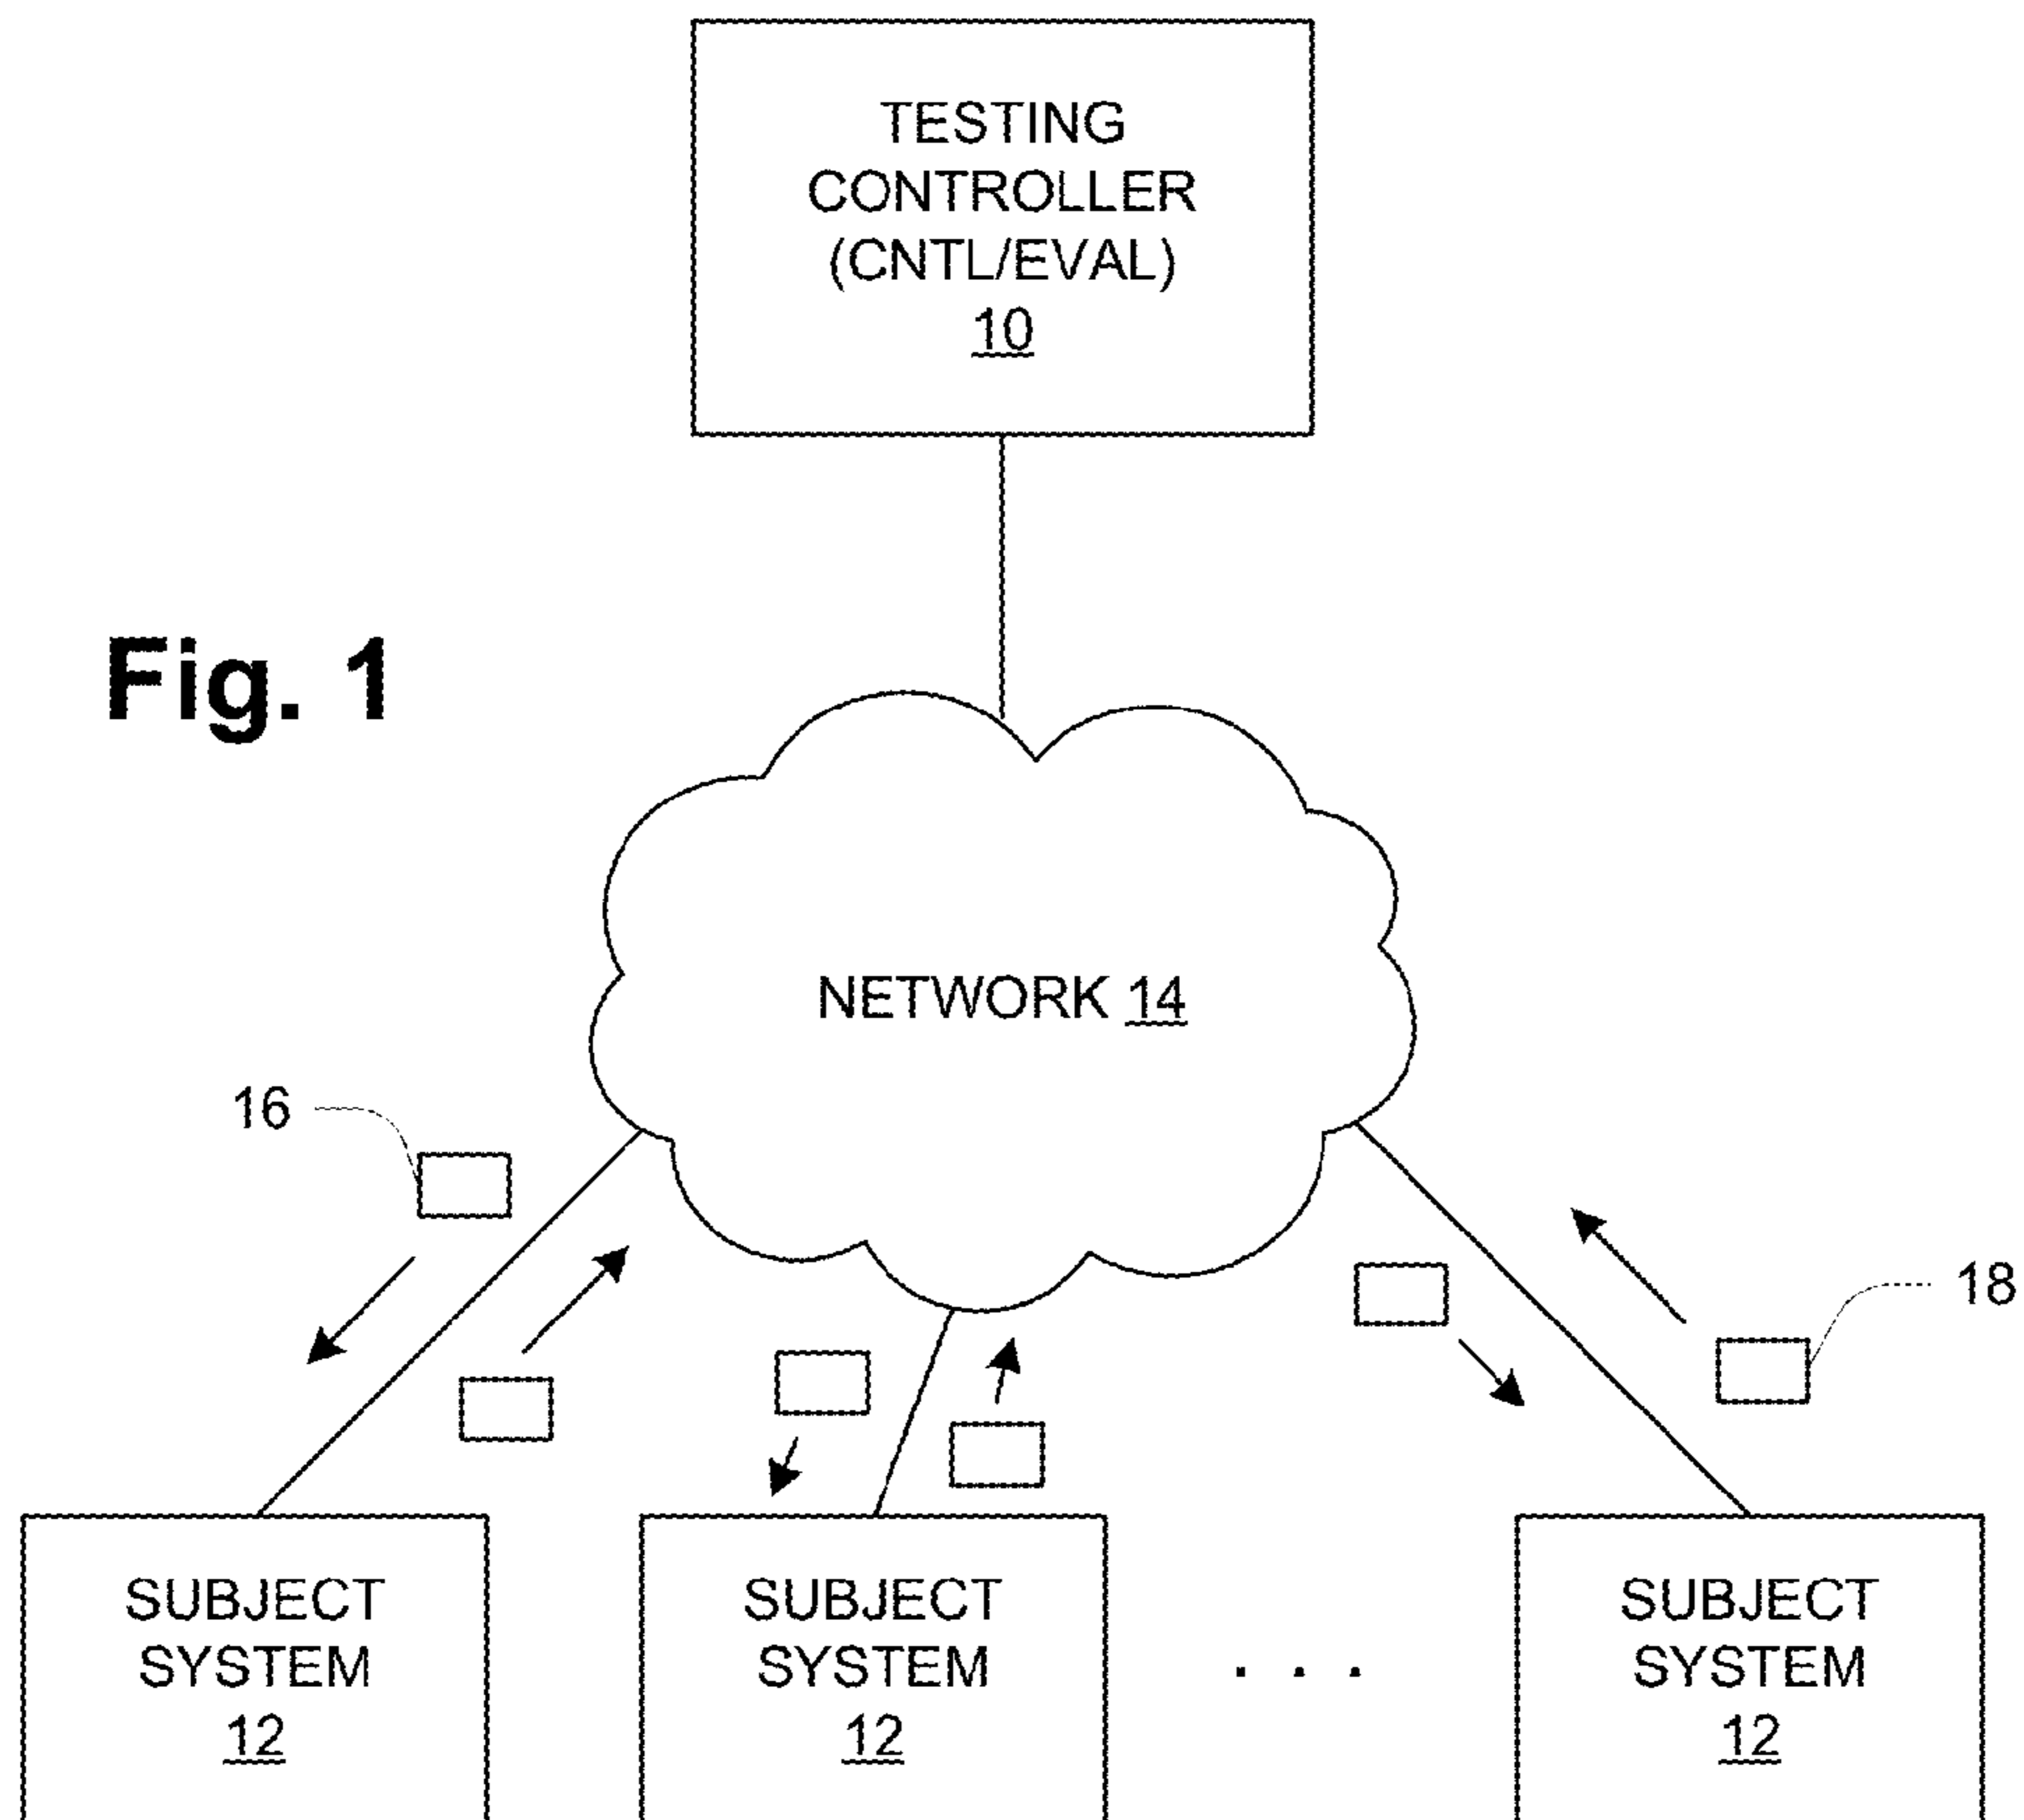 TESTING
CONTROLLER
(CNTL/EVAL)
10
Fig. 1
NETWORK 14
16
18
SUBJECT
SYSTEM
12
SUBJECT
SYSTEM
12
. . .
SUBJECT
SYSTEM
12